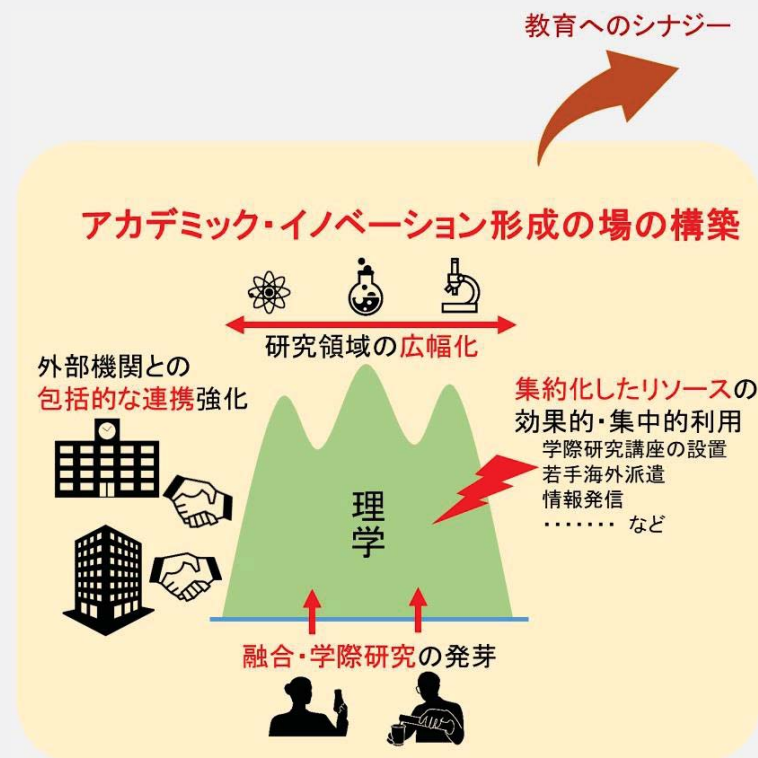 教育へのシナジー
アカデミック・イノベーション形成の場の構築
研究領域の広幅化
外部機関との
包括的な連携強化
集約化したリソースの
効果的・集中的利用
学際研究講座の設置
若手海外派遣
情報発信
・・・・・・・ など
理
学
融合・学際研究の発芽